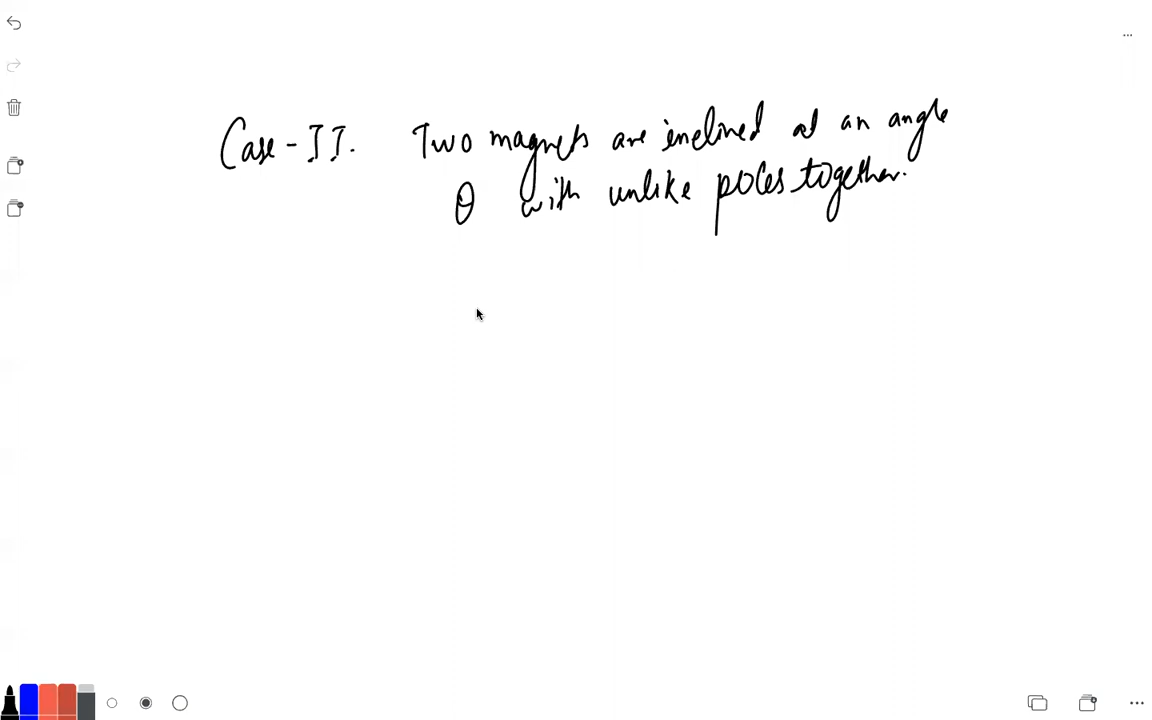 Case - II. Two magnets are inclined at an angle
θ with unlike poles together.